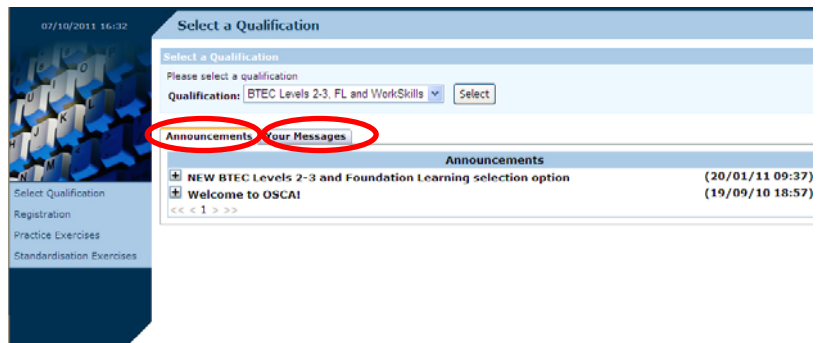 07/10/2011 16:32
Select a Qualification
Select a Qualification
Please select a qualification
Qualification: BTEC Levels 2-3, FL and WorkSkills Select
Announcements Your Messages
Announcements
NEW BTEC Levels 2-3 and Foundation Learning selection option (20/01/11 09:37)
Welcome to OSCA! (19/09/10 18:57)
<< < 1 > >>
Select Qualification
Registration
Practice Exercises
Standardisation Exercises